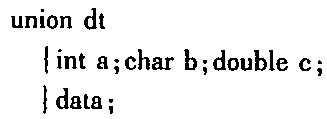 union dt
{int a;char b;double c;
}data;